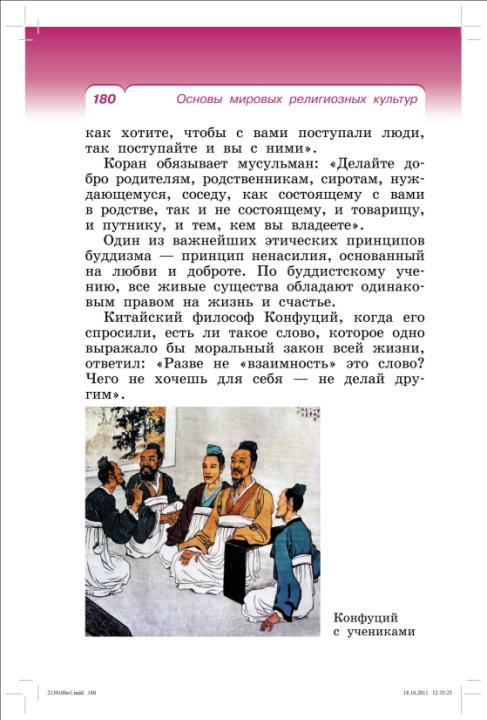 180
Основы мировых религиозных культур
как хотите, чтобы с вами поступали люди,
так поступайте и вы с ними».
Коран обязывает мусульман: «Делайте до-
бро родителям, родственникам, сиротам, нуж-
дающемуся, соседу, как состоящему с вами
в родстве, так и не состоящему, и товарищу,
и путнику, и тем, кем вы владеете».
Один из важнейших этических принципов
буддизма — принцип ненасилия, основанный
на любви и доброте. По буддистскому уче-
нию, все живые существа обладают одинако-
вым правом на жизнь и счастье.
Китайский философ Конфуций, когда его
спросили, есть ли такое слово, которое одно
выражало бы моральный закон всей жизни,
ответил: «Разве не «взаимность» это слово?
Чего не хочешь для себя — не делай дру-
гим».
Конфуций
с учениками
18.10.2011 12:35:25